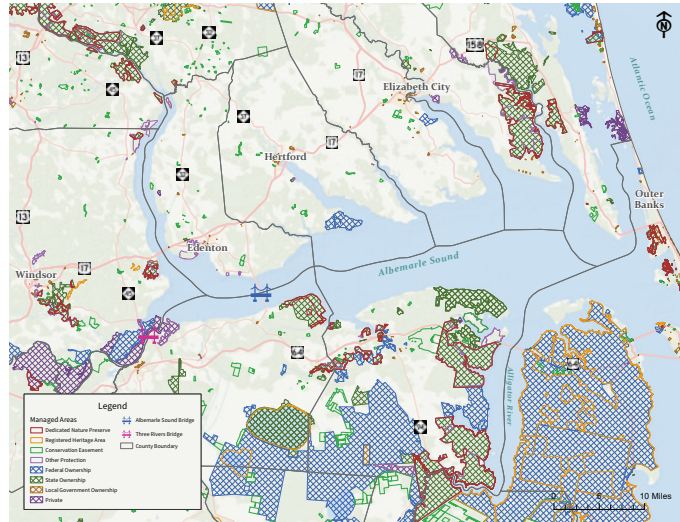 N
13
158
Atlantic Ocean
17
Elizabeth City
17
Hertford
13
Outer
Banks
Edenton
Albemarle Sound
Windsor
17
64
Alligator River
Legend
Managed Areas
Dedicated Nature Preserve
Registered Heritage Area
Conservation Easement
Other Protection
Federal Ownership
State Ownership
Local Government Ownership
Private
Albemarle Sound Bridge
Three Rivers Bridge
County Boundary
0 5 10 Miles